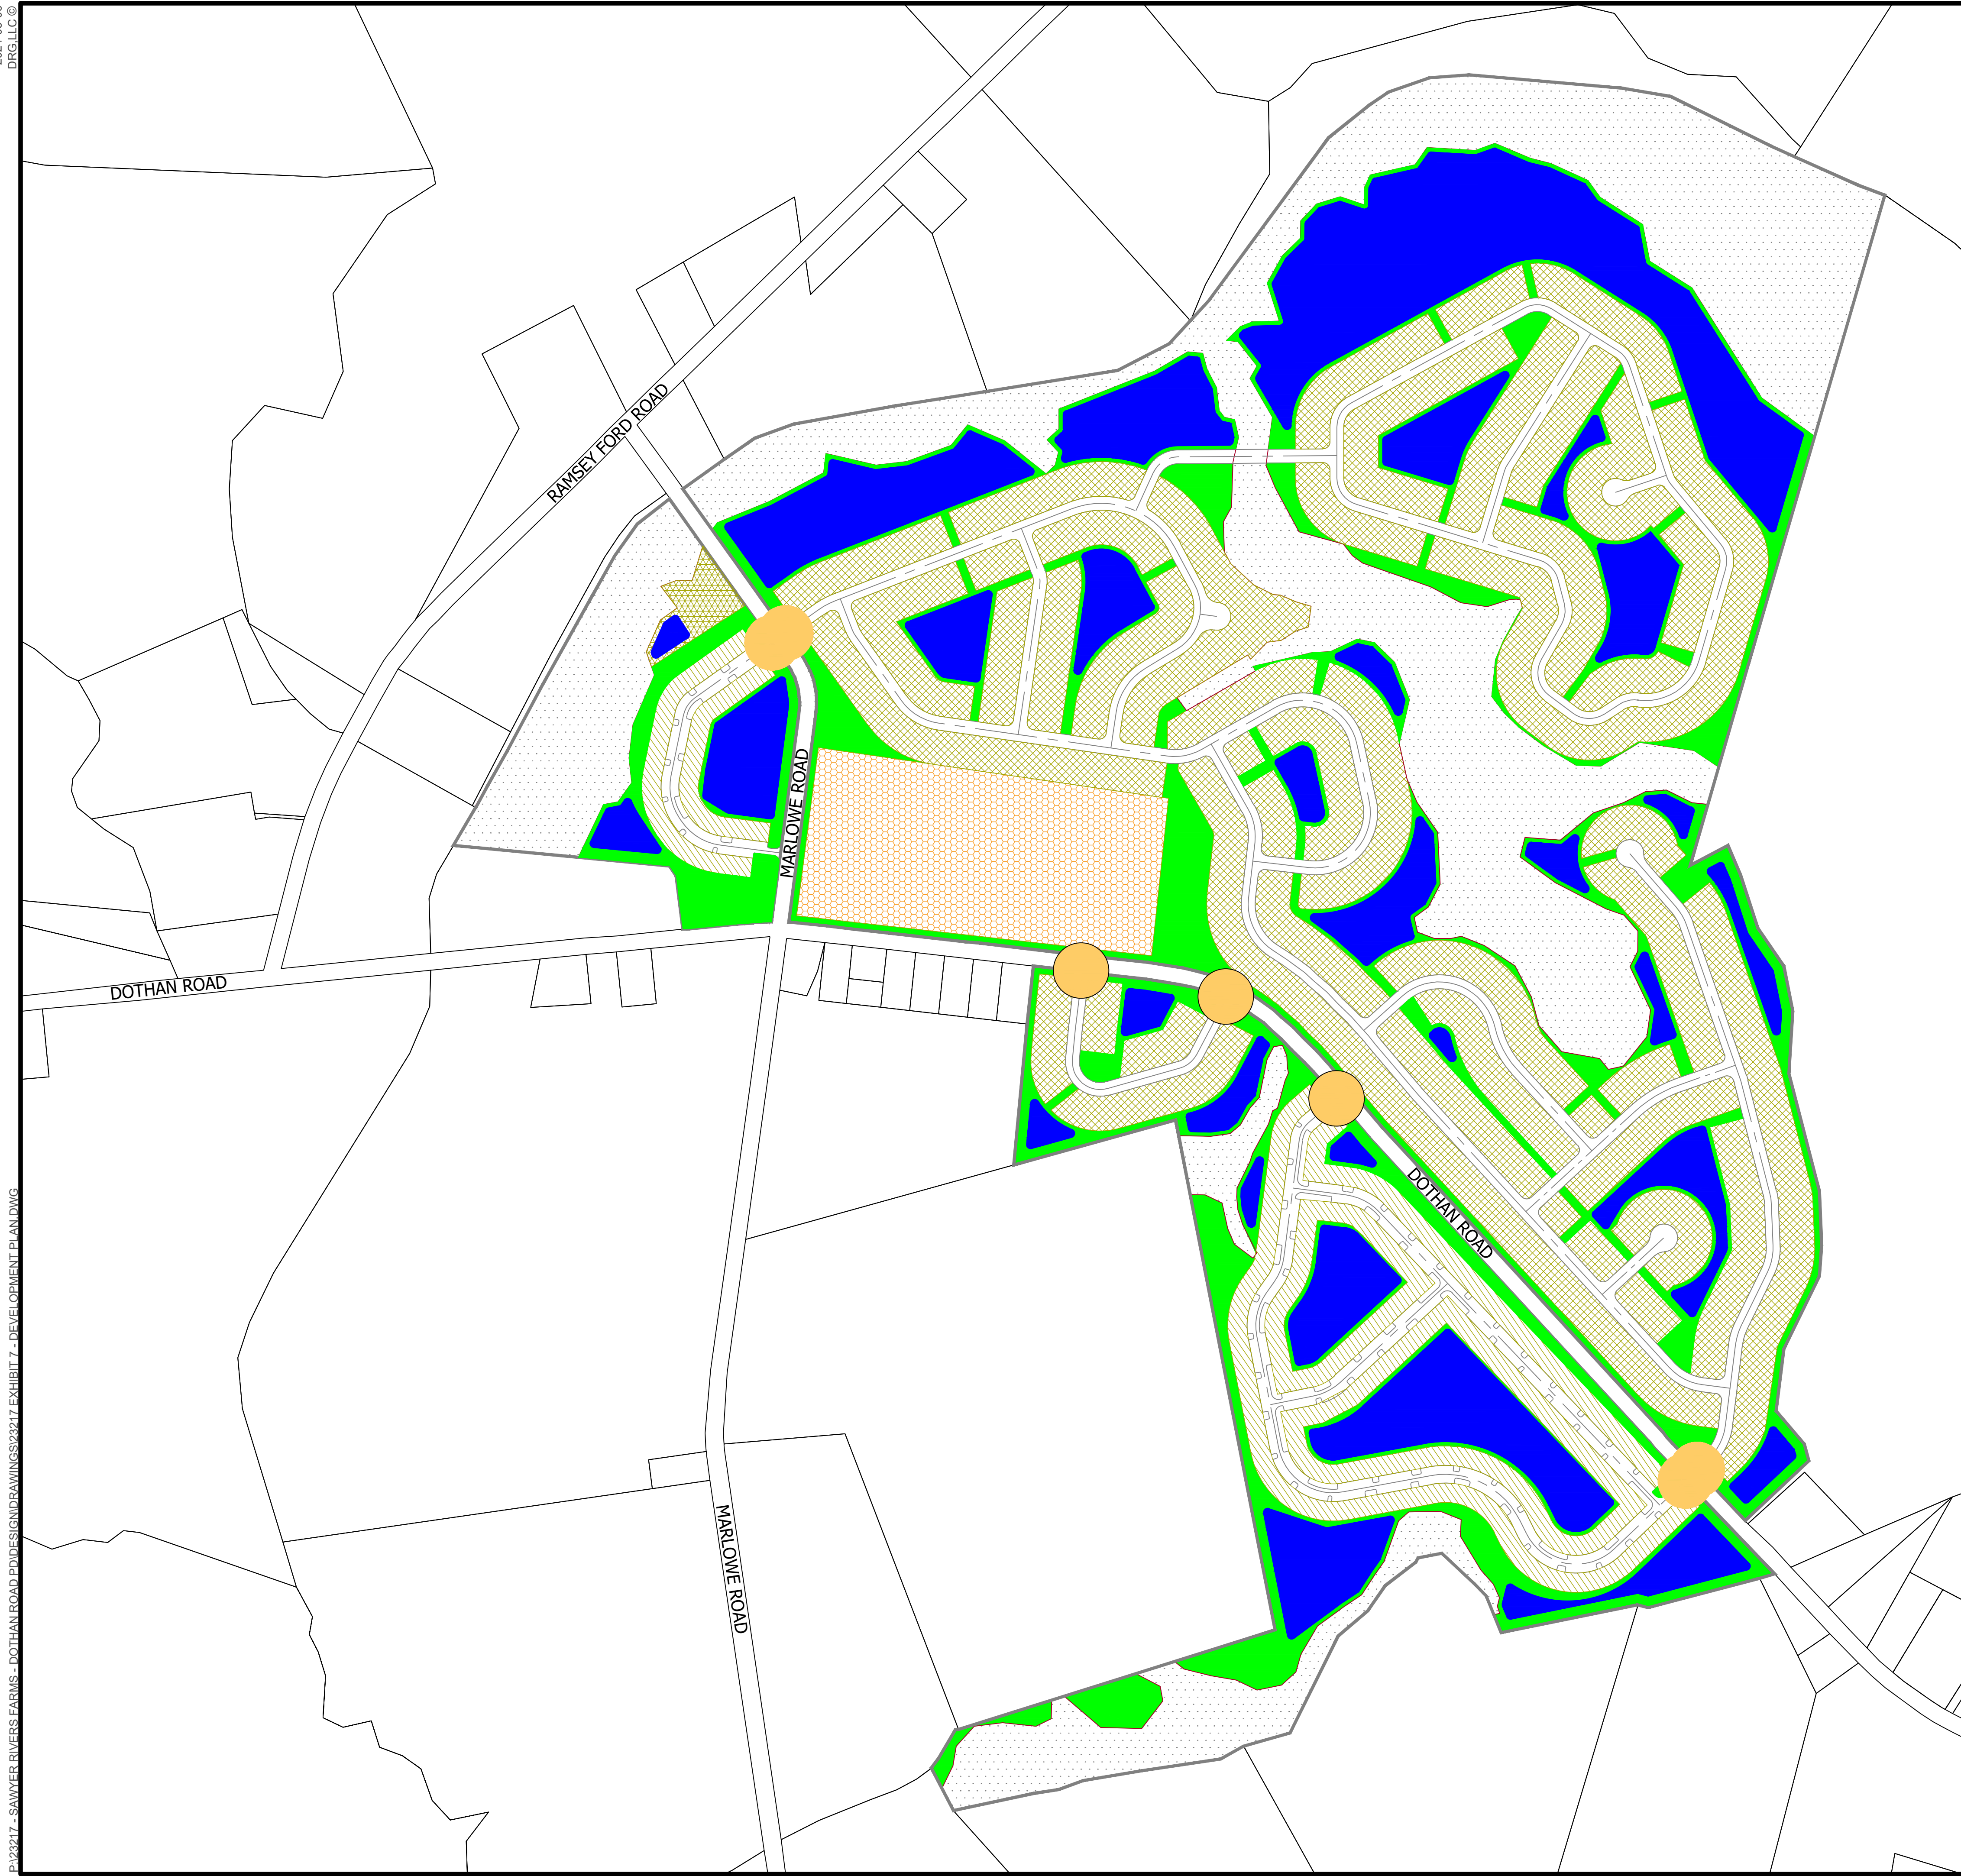 DRG,LLC ©
RAMSEY FORD ROAD
MARLOWE ROAD
DOTHAN ROAD
DOTHAN ROAD
MARLOWE ROAD
P:\23217 - SAWYER RIVERS FARMS - DOTHAN ROAD PD\DESIGN\DRAWINGS\23217 EXHIBIT 7 - DEVELOPMENT PLAN.DWG